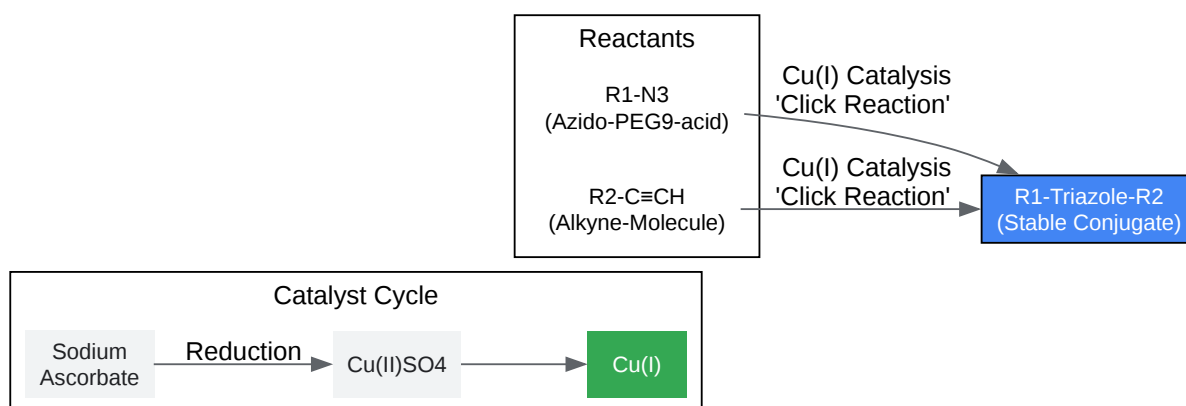 Reactants
R1-N3
(Azido-PEG9-acid)
R2-C≡CH
(Alkyne-Molecule)
Cu(I) Catalysis
'Click Reaction'
Cu(I) Catalysis
'Click Reaction'
R1-Triazole-R2
(Stable Conjugate)
Catalyst Cycle
Sodium
Ascorbate
Reduction
Cu(II)SO4
Cu(I)